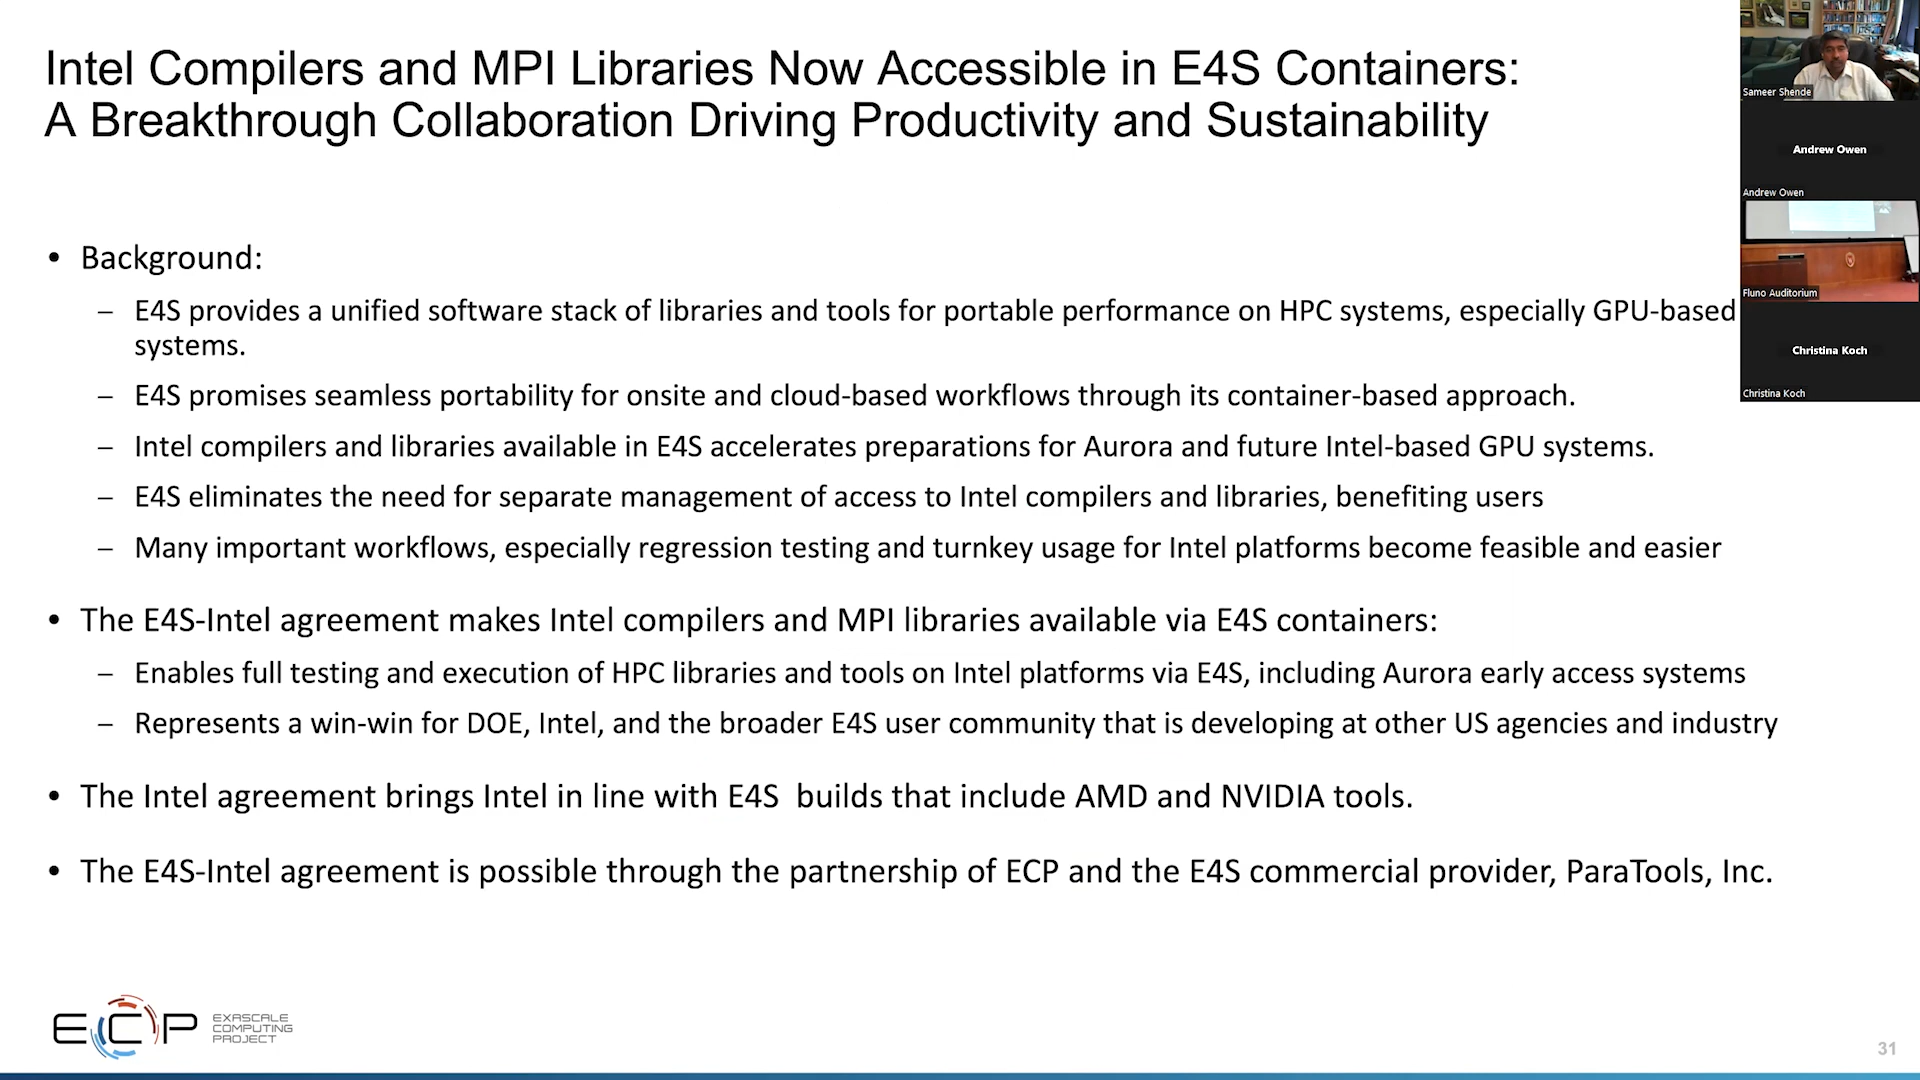 Intel Compilers and MPI Libraries Now Accessible in E4S Containers:
A Breakthrough Collaboration Driving Productivity and Sustainability
• Background:
– E4S provides a unified software stack of libraries and tools for portable performance on HPC systems, especially GPU-based
systems.
– E4S promises seamless portability for onsite and cloud-based workflows through its container-based approach.
– Intel compilers and libraries available in E4S accelerates preparations for Aurora and future Intel-based GPU systems.
– E4S eliminates the need for separate management of access to Intel compilers and libraries, benefiting users
– Many important workflows, especially regression testing and turnkey usage for Intel platforms become feasible and easier
• The E4S-Intel agreement makes Intel compilers and MPI libraries available via E4S containers:
– Enables full testing and execution of HPC libraries and tools on Intel platforms via E4S, including Aurora early access systems
– Represents a win-win for DOE, Intel, and the broader E4S user community that is developing at other US agencies and industry
• The Intel agreement brings Intel in line with E4S  builds that include AMD and NVIDIA tools.
• The E4S-Intel agreement is possible through the partnership of ECP and the E4S commercial provider, ParaTools, Inc.
ECP
EXASCALE
COMPUTING
PROJECT
31
Sameer Shende
Andrew Owen
Andrew Owen
Fluno Auditorium
Christina Koch
Christina Koch